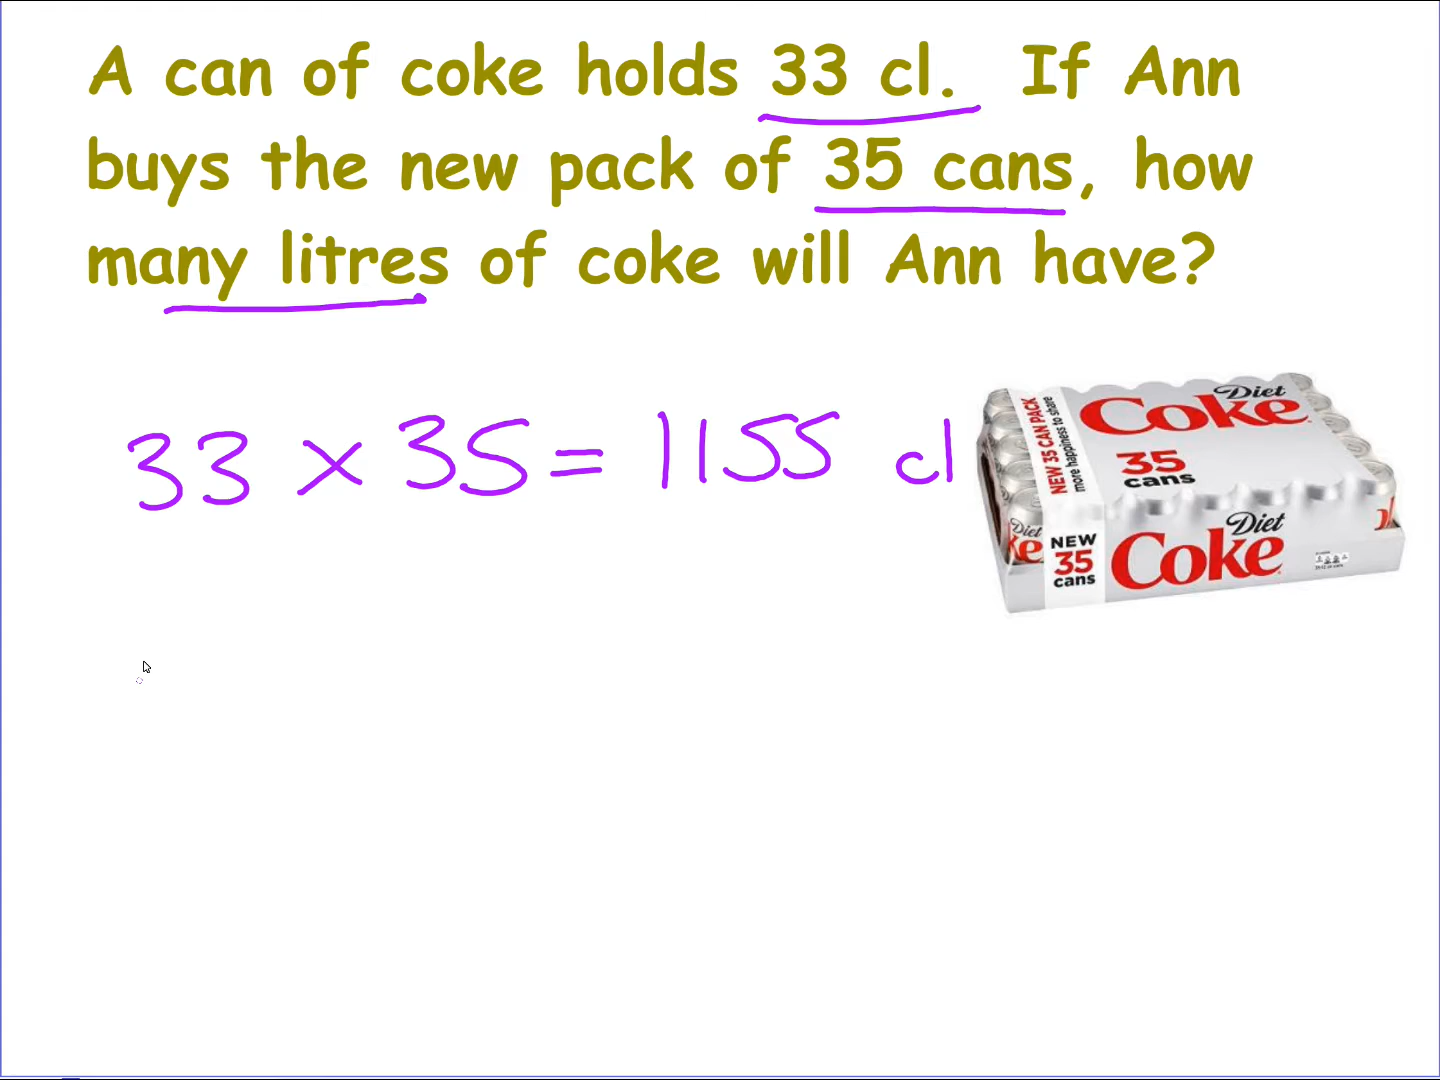 A can of coke holds 33 cl. If Ann
buys the new pack of 35 cans, how
many litres of coke will Ann have?
33 × 35 = 1155 cl
NEW 35 CAN PACK
more happiness to share
Diet
Coke
35
cans
Diet
ke
NEW
35
cans
Diet
Coke